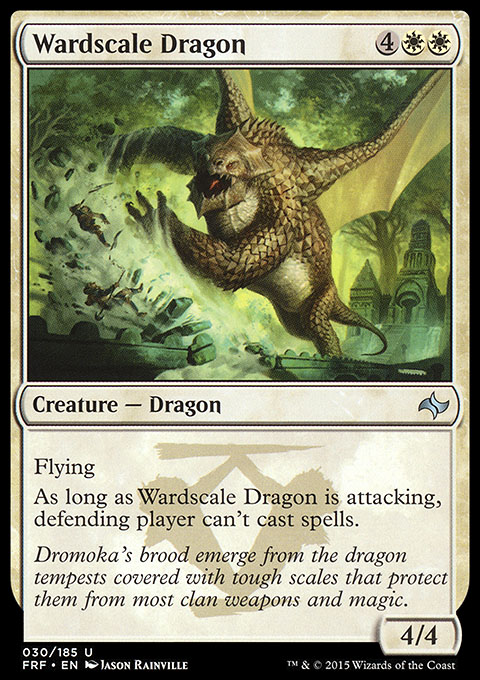 Wardscale Dragon 4
Creature — Dragon
Flying
As long as Wardscale Dragon is attacking,
defending player can't cast spells.
Dromoka's brood emerge from the dragon
tempests covered with tough scales that protect
them from most clan weapons and magic.
4/4
030/185 U
FRF • EN Jason Rainville
™ & © 2015 Wizards of the Coast